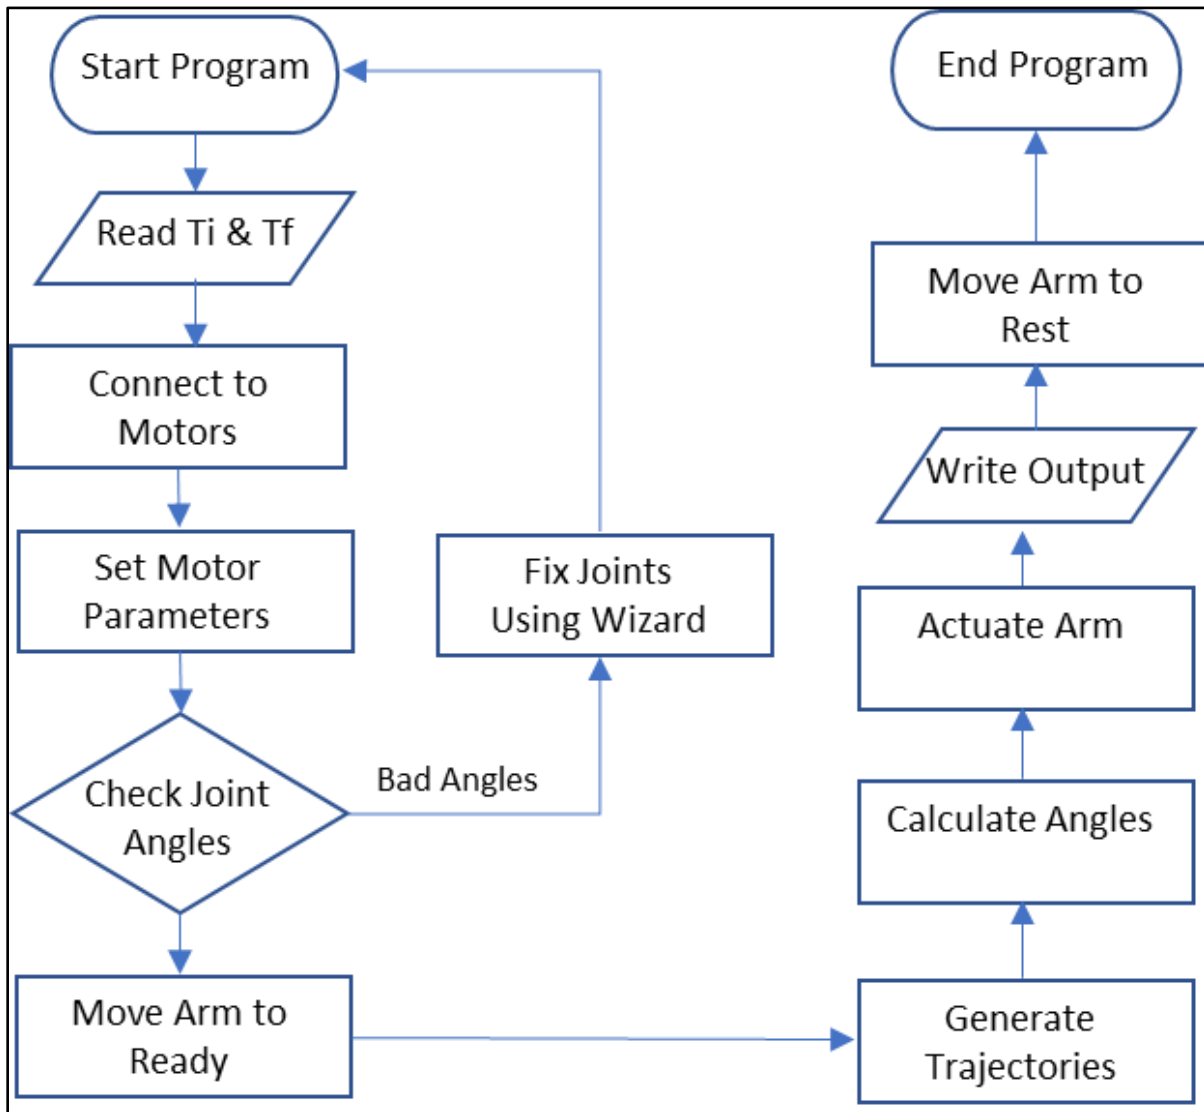 Start Program
Read Ti & Tf
Connect to
Motors
Set Motor
Parameters
Check Joint
Angles
Bad Angles
Fix Joints
Using Wizard
Move Arm to
Ready
Generate
Trajectories
Calculate Angles
Actuate Arm
Write Output
Move Arm to
Rest
End Program